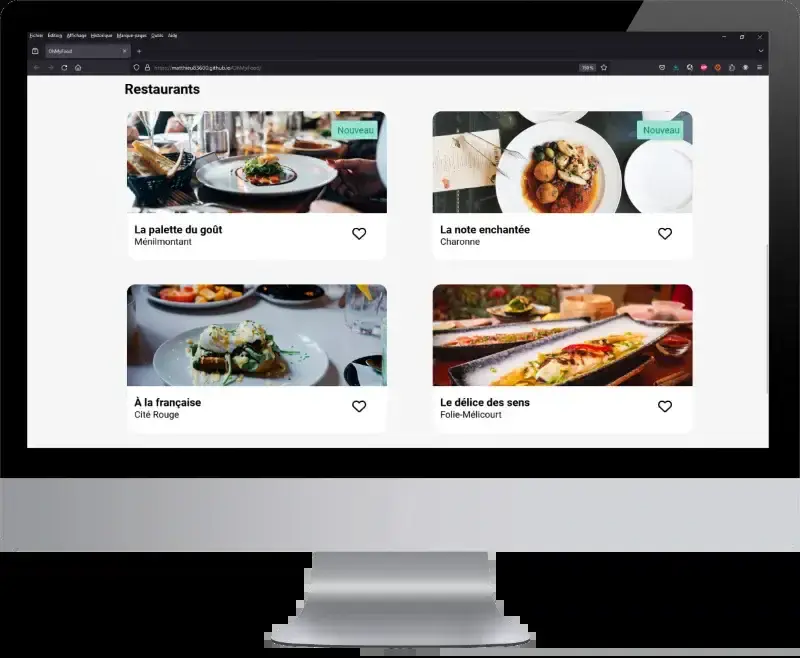 Fichier Édition Affichage Historique Marque-pages Outils Aide
OhMyFood
https://matthieu83600.github.io/OhMyFood/
Restaurants
Nouveau
Nouveau
La palette du goût
Ménilmontant
La note enchantée
Charonne
À la française
Cité Rouge
Le délice des sens
Folie-Mélicourt